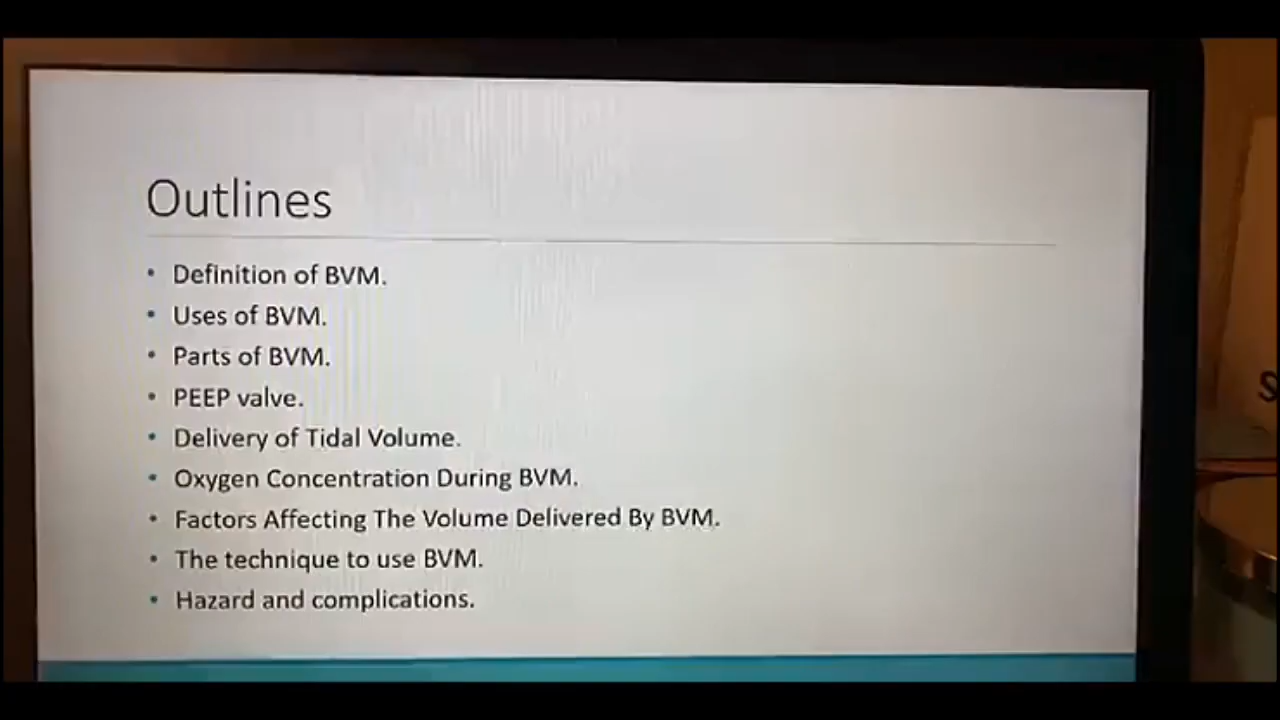 Outlines
• Definition of BVM.
• Uses of BVM.
• Parts of BVM.
• PEEP valve.
• Delivery of Tidal Volume.
• Oxygen Concentration During BVM.
• Factors Affecting The Volume Delivered By BVM.
• The technique to use BVM.
• Hazard and complications.
S